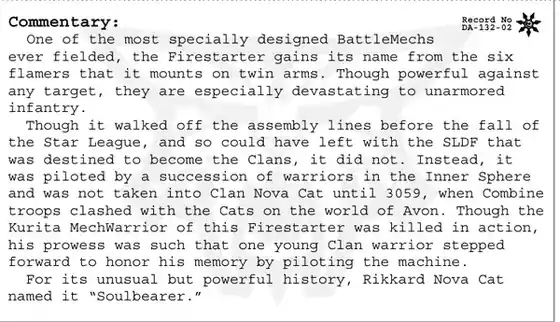 Commentary:
Record No
DA-132-02
One of the most specially designed BattleMechs
ever fielded, the Firestarter gains its name from the six
flamers that it mounts on twin arms. Though powerful against
any target, they are especially devastating to unarmored
infantry.
Though it walked off the assembly lines before the fall of
the Star League, and so could have left with the SLDF that
was destined to become the Clans, it did not. Instead, it
was piloted by a succession of warriors in the Inner Sphere
and was not taken into Clan Nova Cat until 3059, when Combine
troops clashed with the Cats on the world of Avon. Though the
Kurita MechWarrior of this Firestarter was killed in action,
his prowess was such that one young Clan warrior stepped
forward to honor his memory by piloting the machine.
For its unusual but powerful history, Rikkard Nova Cat
named it “Soulbearer.”